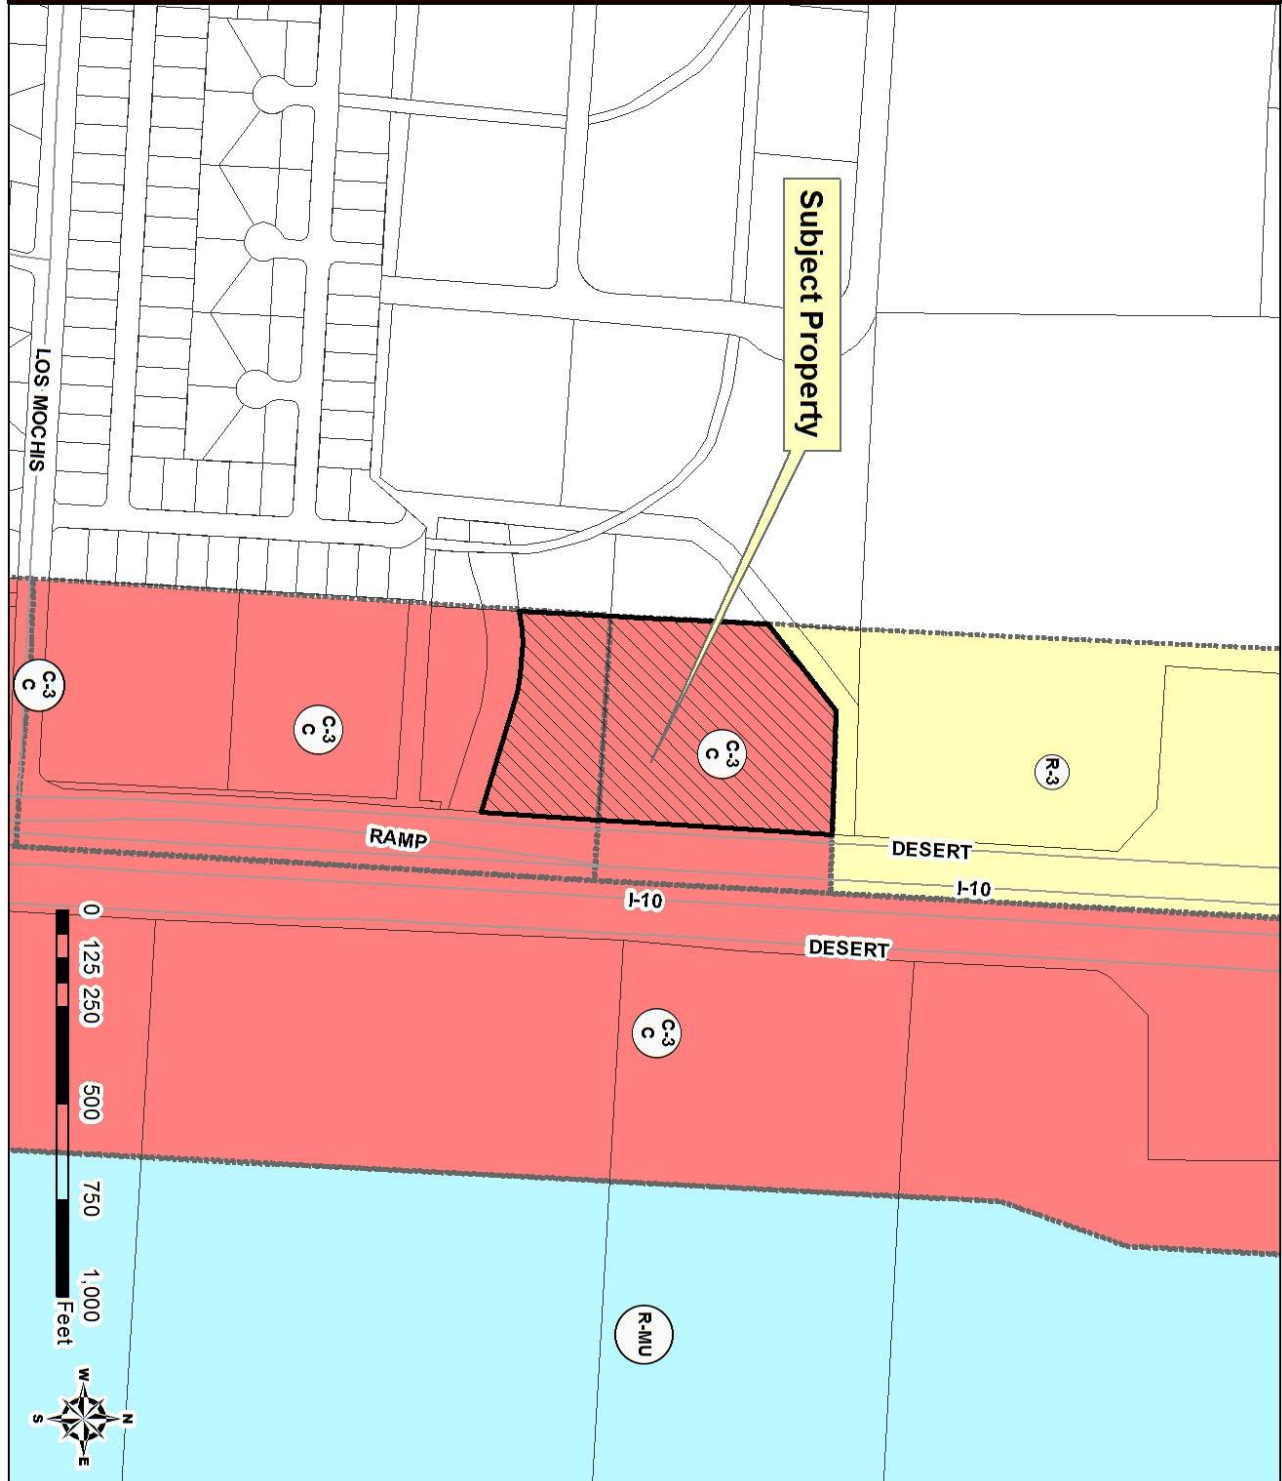 Subject Property
LOS MOCHIS
C-3
C
C-3
C
C-3
C
R-3
RAMP
DESERT
I-10
I-10
DESERT
C-3
C
R-MU
0 125 250 500 750 1,000
Feet
N
W
E
S